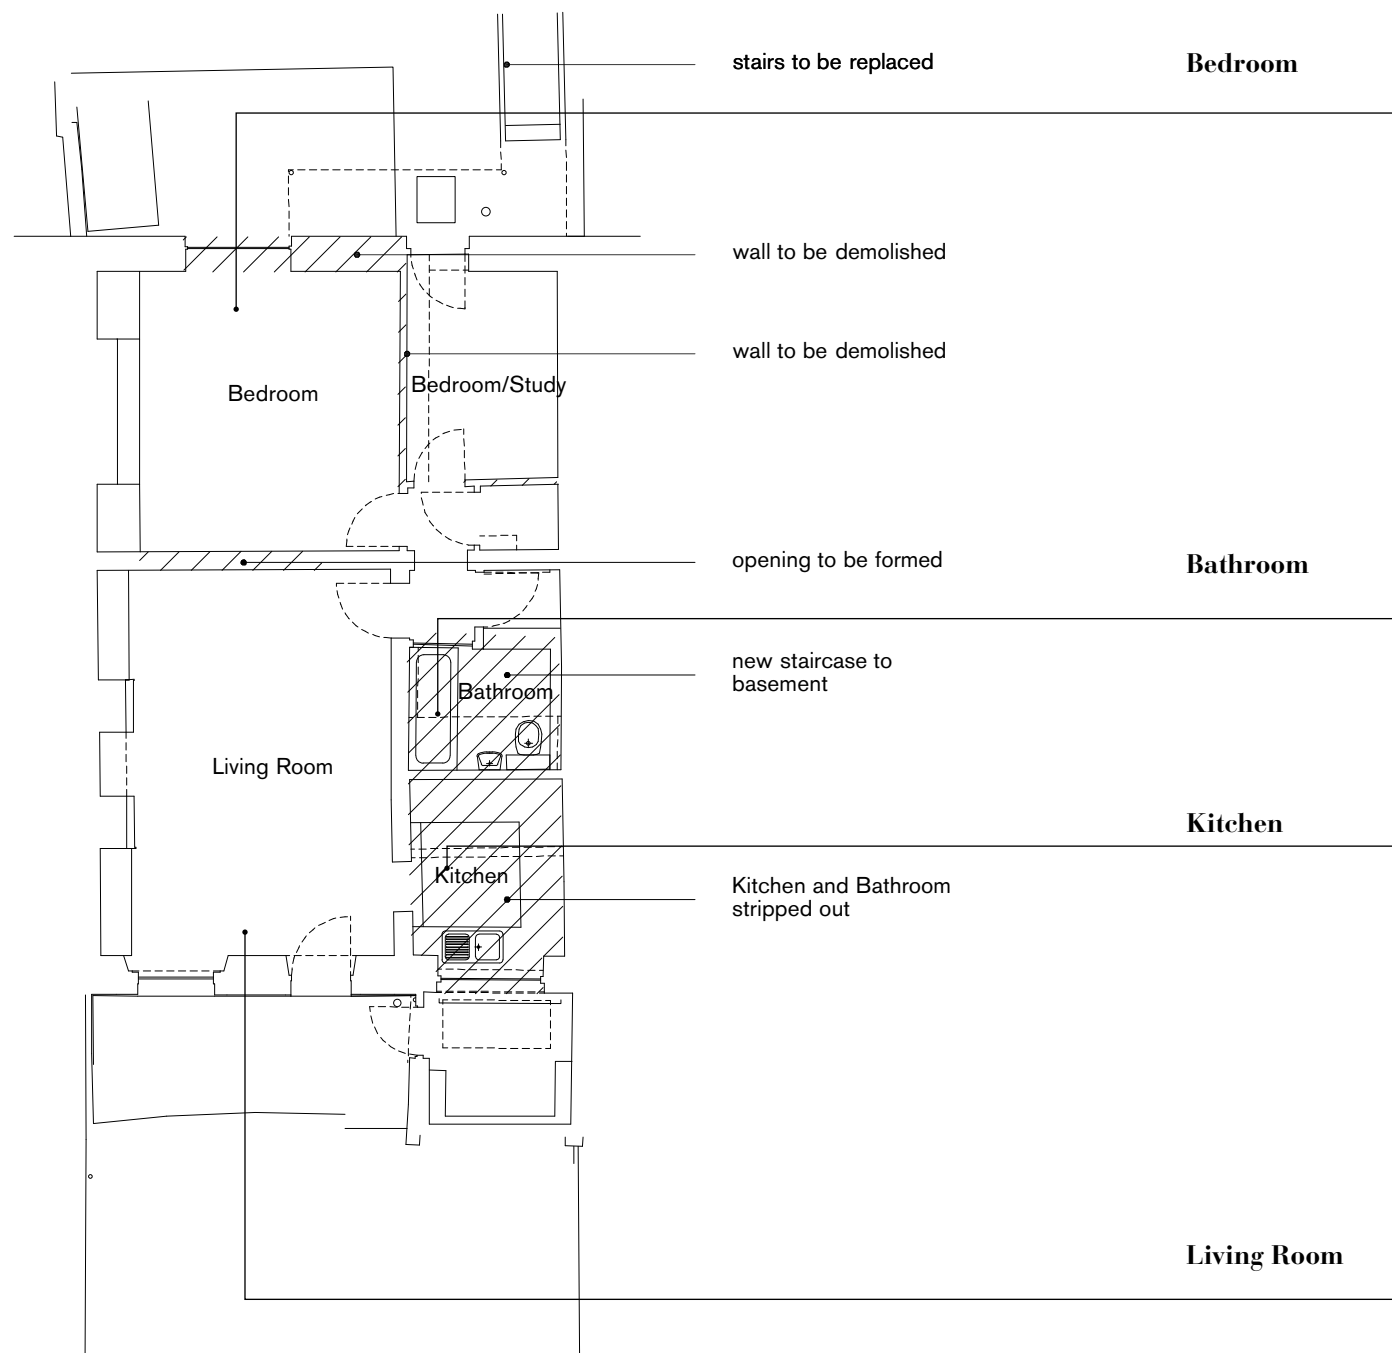 stairs to be replaced
Bedroom
wall to be demolished
wall to be demolished
Bedroom
Bedroom/Study
opening to be formed
Bathroom
new staircase to
basement
Bathroom
Living Room
Kitchen
Kitchen
Kitchen and Bathroom
stripped out
Living Room